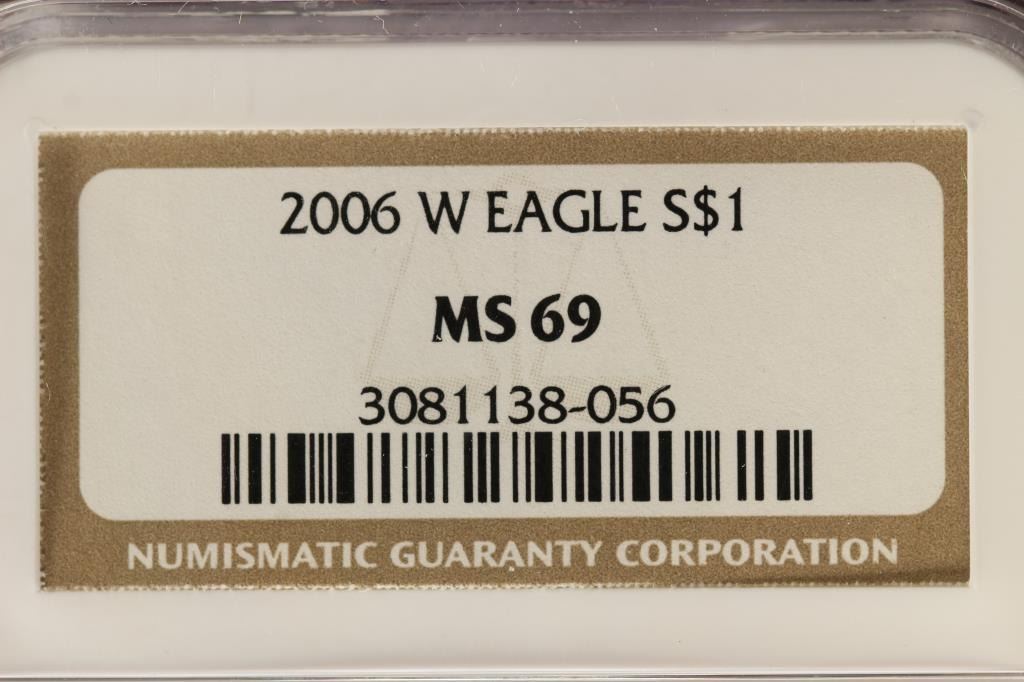 2006 W EAGLE S$1
MS 69
3081138-056
NUMISMATIC GUARANTY CORPORATION